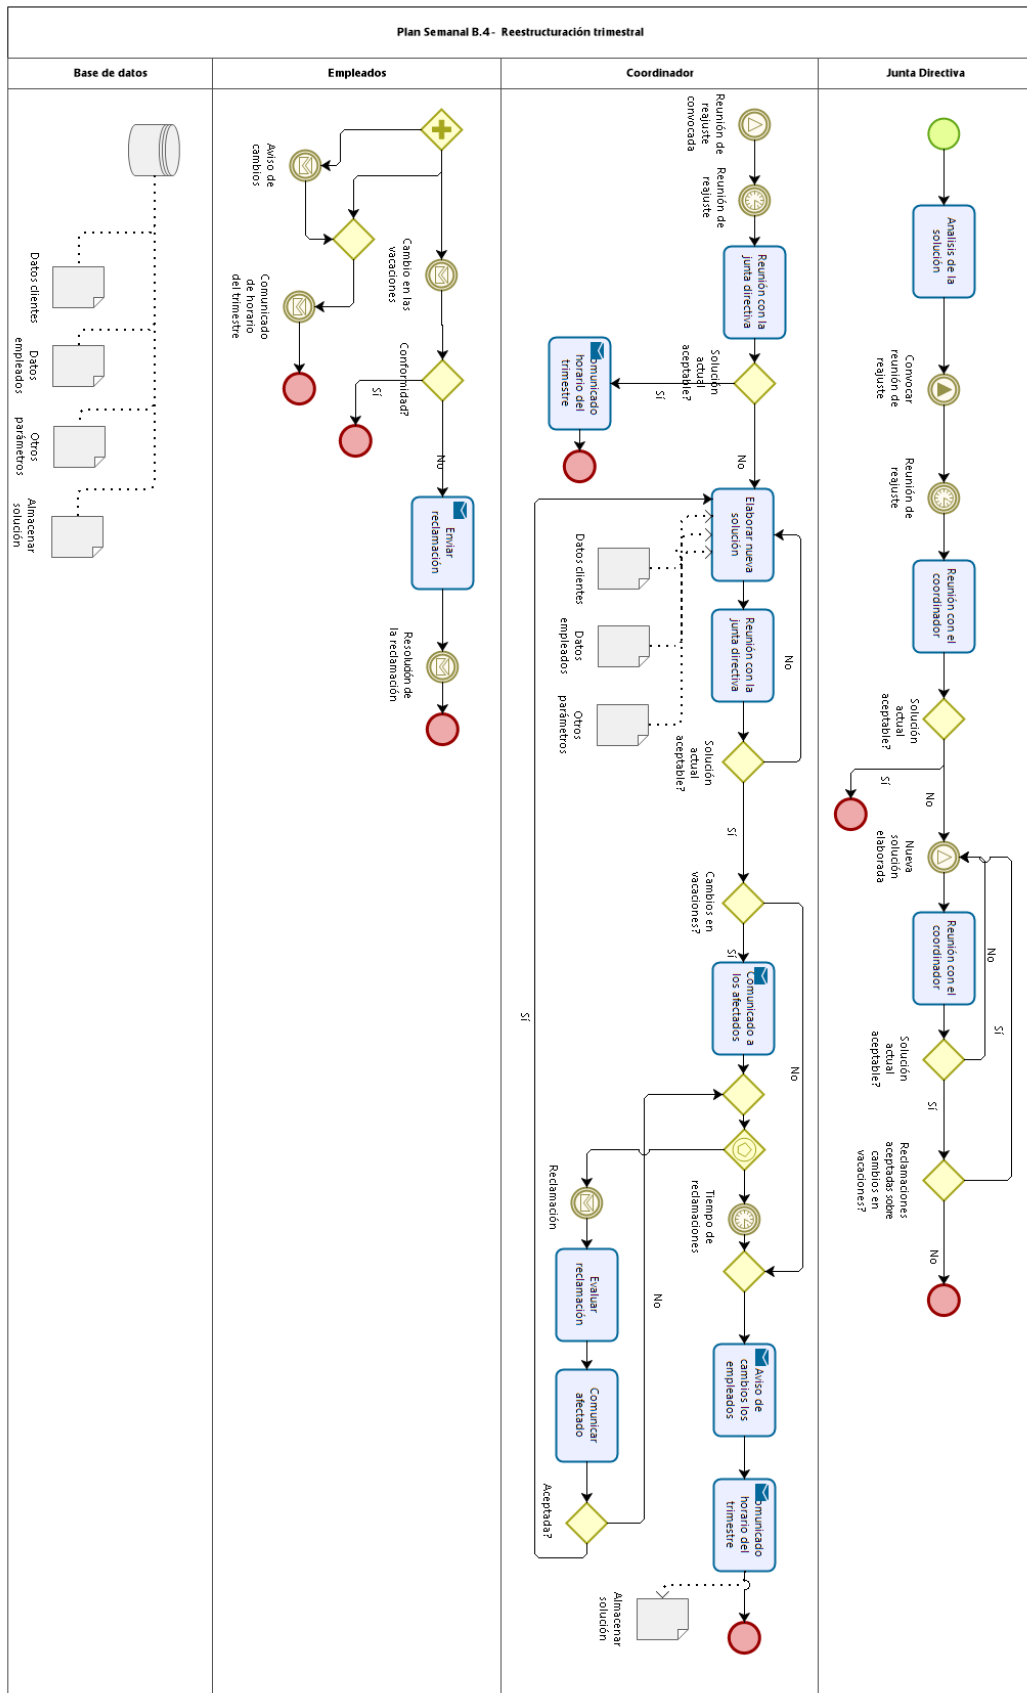 Plan Semanal B.4 - Reestructuración trimestral
Base de datos
Empleados
Coordinador
Junta Directiva
Datos clientes
Datos
empleados
Otros
parámetros
Almacenar
solución
Aviso de
cambios
Cambio en las
vacaciones
Comunicado
de horario
del trimestre
Conformidad?
Sí
No
Enviar
reclamación
Resolución de
la reclamación
Reunión de
reajuste
convocada
Reunión de
reajuste
Reunión con la
junta directiva
Solución
actual
aceptable?
Sí
omunicado
horario del
trimestre
No
Elaborar nueva
solución
Datos clientes
Datos
empleados
Otros
parámetros
Reunión con la
junta directiva
No
Solución
actual
aceptable?
Sí
Cambios en
vacaciones?
Sí
No
Comunicado a
los afectados
Sí
Tiempo de
reclamaciones
Reclamación
Evaluar
reclamación
No
Comunicar
afectado
Aceptada?
Aviso de
cambios los
empleados
omunicado
horario del
trimestre
Almacenar
solución
Analisis de la
solución
Convocar
reunión de
reajuste
Reunión de
reajuste
Reunión con el
coordinador
Solución
actual
aceptable?
Sí
No
Nueva
solución
elaborada
Reunión con el
coordinador
No
Sí
Solución
actual
aceptable?
Sí
Reclamaciones
aceptadas sobre
cambios en
vacaciones?
No